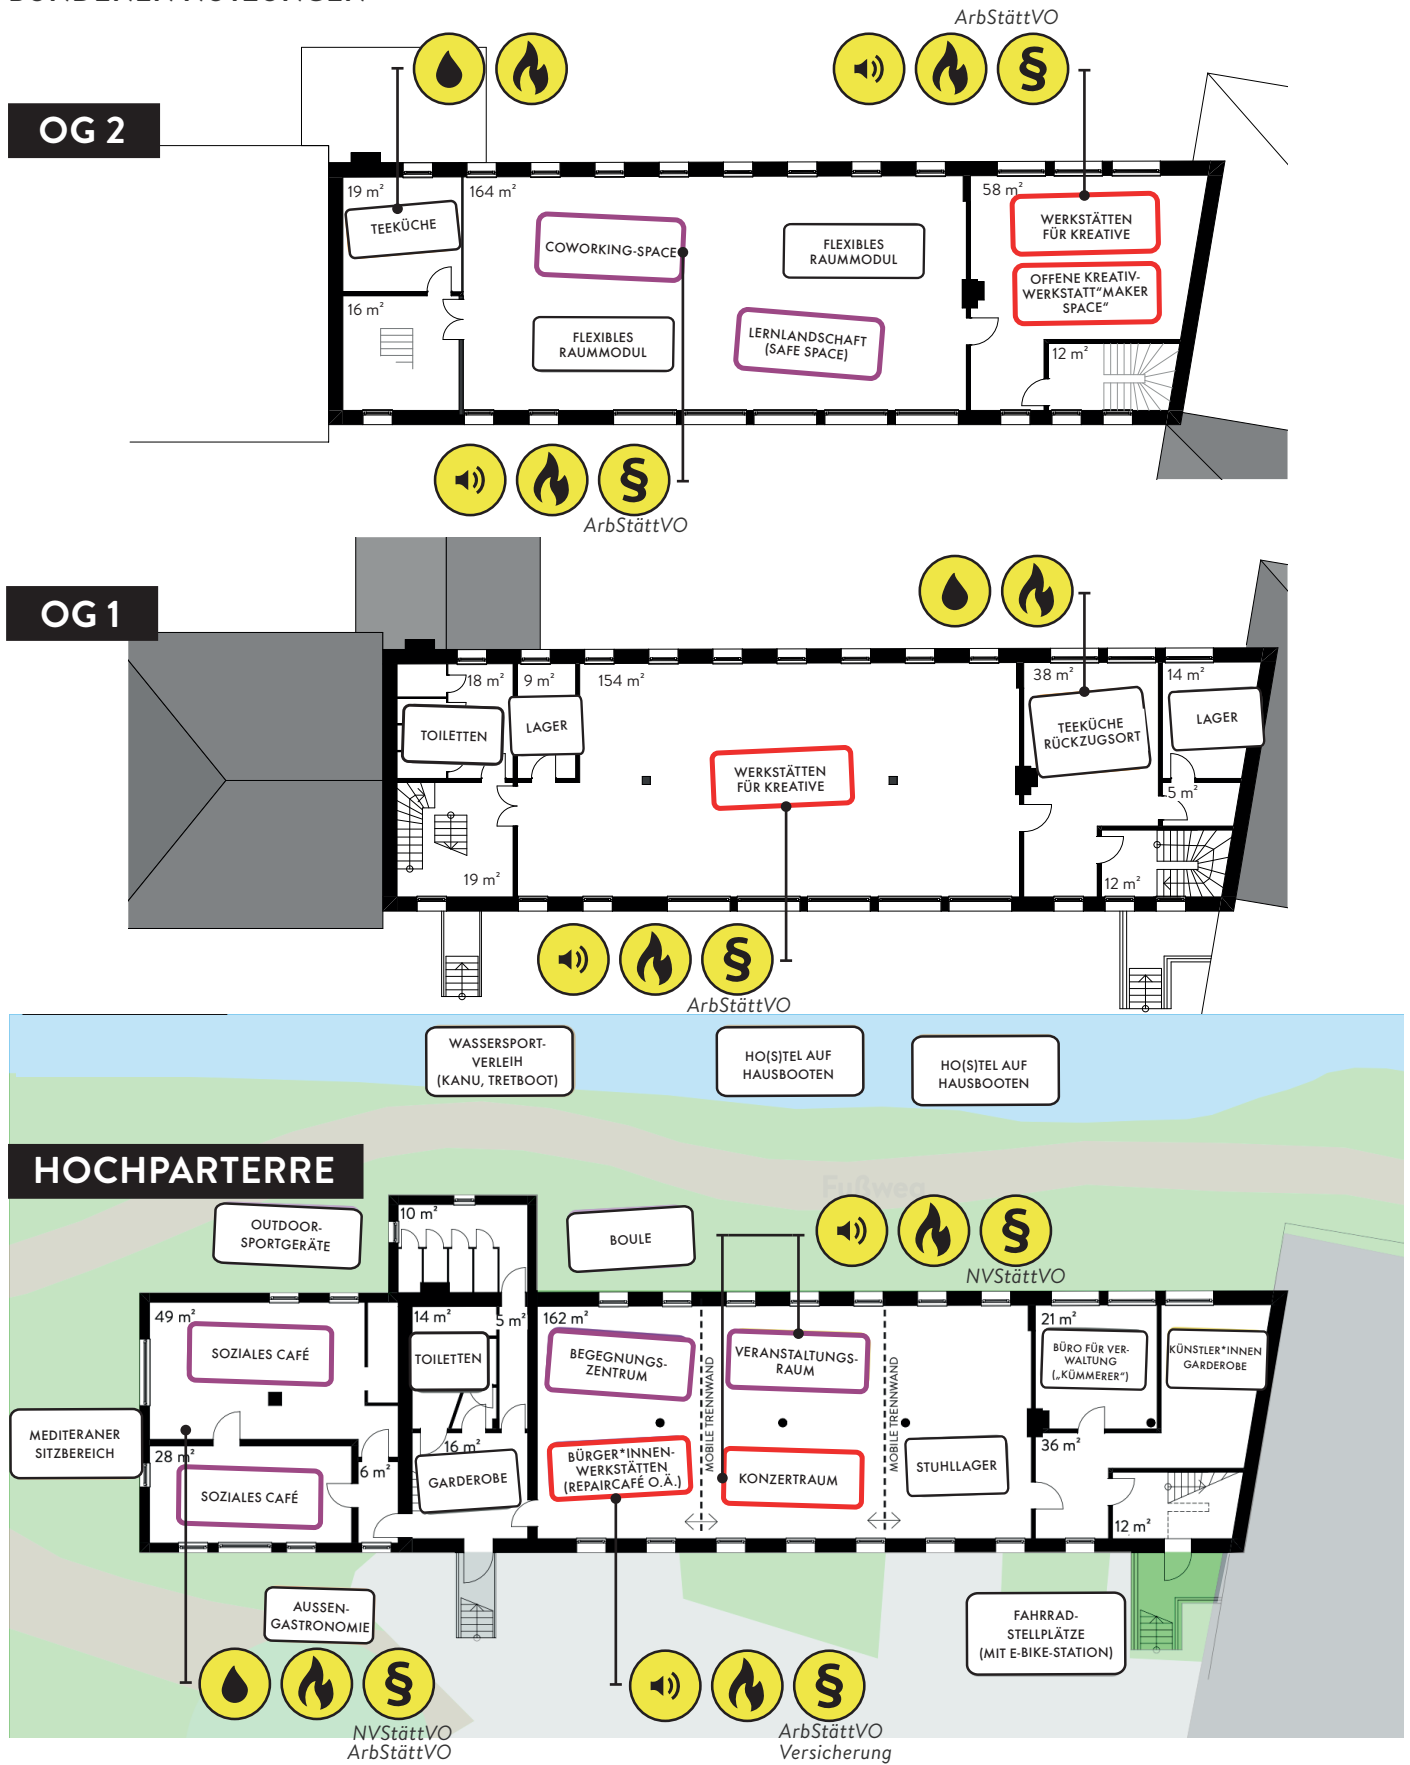 ArbStättVO
§
OG 2
19 m²
164 m²
58 m²
TEEKÜCHE
COWORKING-SPACE
FLEXIBLES
RAUMMODUL
WERKSTÄTTEN
FÜR KREATIVE
OFFENE KREATIV-
WERKSTATT"MAKER
SPACE"
16 m²
FLEXIBLES
RAUMMODUL
LERNLANDSCHAFT
(SAFE SPACE)
12 m²
§
ArbStättVO
OG 1
18 m²
9 m²
154 m²
38 m²
14 m²
TOILETTEN
LAGER
TEEKÜCHE
RÜCKZUGSORT
LAGER
WERKSTÄTTEN
FÜR KREATIVE
5 m²
19 m²
12 m²
§
ArbStättVO
WASSERSPORT-
VERLEIH
(KANU, TRETBOOT)
HO(S)TEL AUF
HAUSBOOTEN
HO(S)TEL AUF
HAUSBOOTEN
HOCHPARTERRE
Fußweg
OUTDOOR-
SPORTGERÄTE
10 m²
BOULE
§
NVStättVO
49 m²
14 m²
5 m²
162 m²
21 m²
SOZIALES CAFÉ
TOILETTEN
BEGEGNUNGS-
ZENTRUM
MOBILE TRENNWAND
VERANSTALTUNGS-
RAUM
MOBILE TRENNWAND
BÜRO FÜR VER-
WALTUNG
(„KÜMMERER“)
KÜNSTLER*INNEN
GARDEROBE
MEDITERANER
SITZBEREICH
28 m²
6 m²
16 m²
36 m²
SOZIALES CAFÉ
GARDEROBE
BÜRGER*INNEN-
WERKSTÄTTEN
(REPAIRCAFÉ O.Ä.)
KONZERTRAUM
STUHLLAGER
12 m²
AUSSEN-
GASTRONOMIE
FAHRRAD-
STELLPLÄTZE
(MIT E-BIKE-STATION)
§
NVStättVO
ArbStättVO
§
ArbStättVO
Versicherung